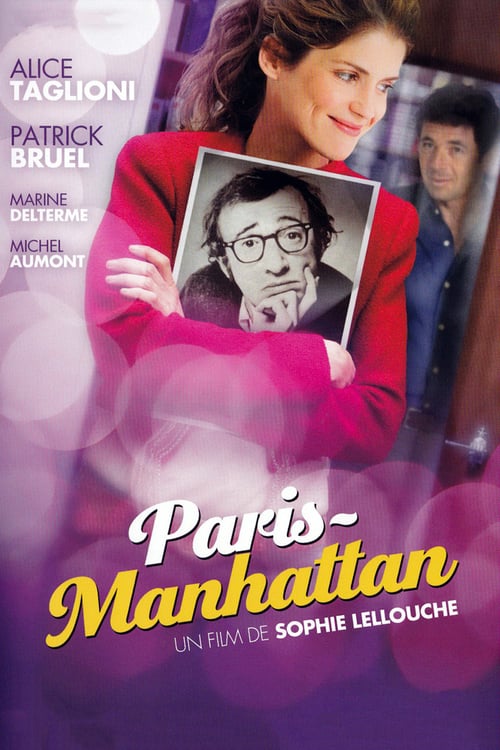 ALICE
TAGLIONI
PATRICK
BRUEL
MARINE
DELTERME
MICHEL
AUMONT
Paris-
Manhattan
UN FILM DE SOPHIE LELLOUCHE